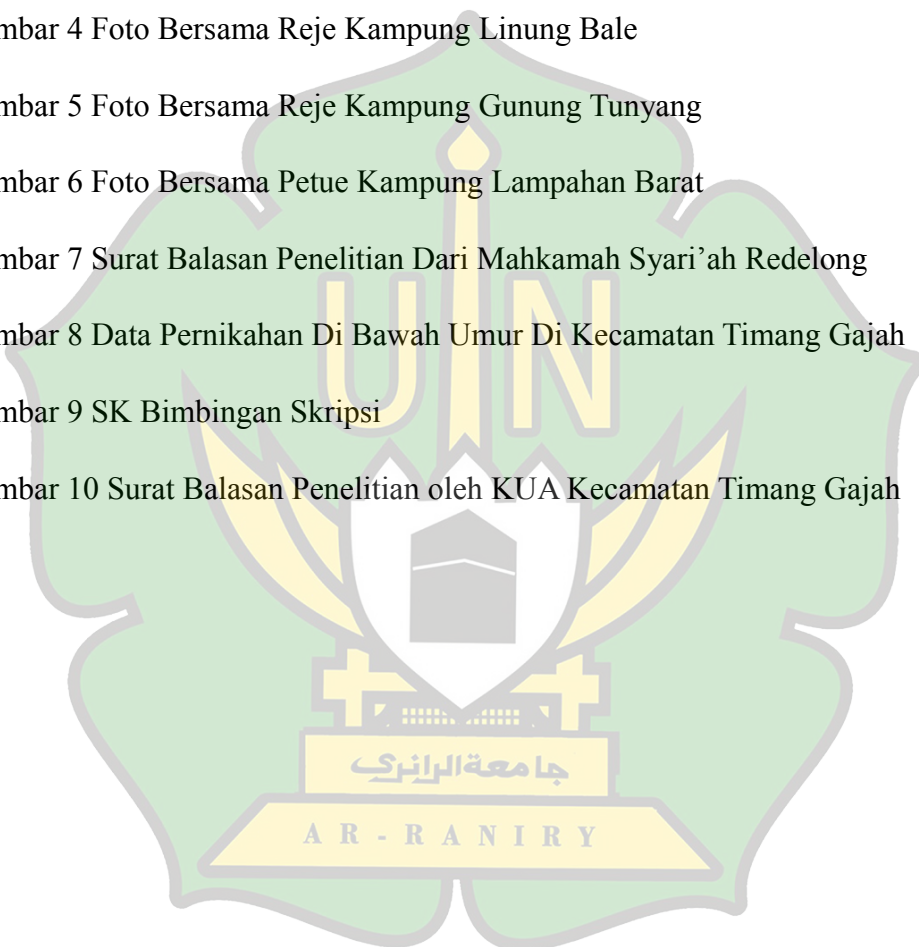 mbar 4 Foto Bersama Reje Kampung Linung Bale
mbar 5 Foto Bersama Reje Kampung Gunung Tunyang
mbar 6 Foto Bersama Petue Kampung Lampahan Barat
mbar 7 Surat Balasan Penelitian Dari Mahkamah Syari’ah Redelong
mbar 8 Data Pernikahan Di Bawah Umur Di Kecamatan Timang Gajah
mbar 9 SK Bimbingan Skripsi
mbar 10 Surat Balasan Penelitian oleh KUA Kecamatan Timang Gajah
UIN
جامعةالرانري
AR-RANIRY